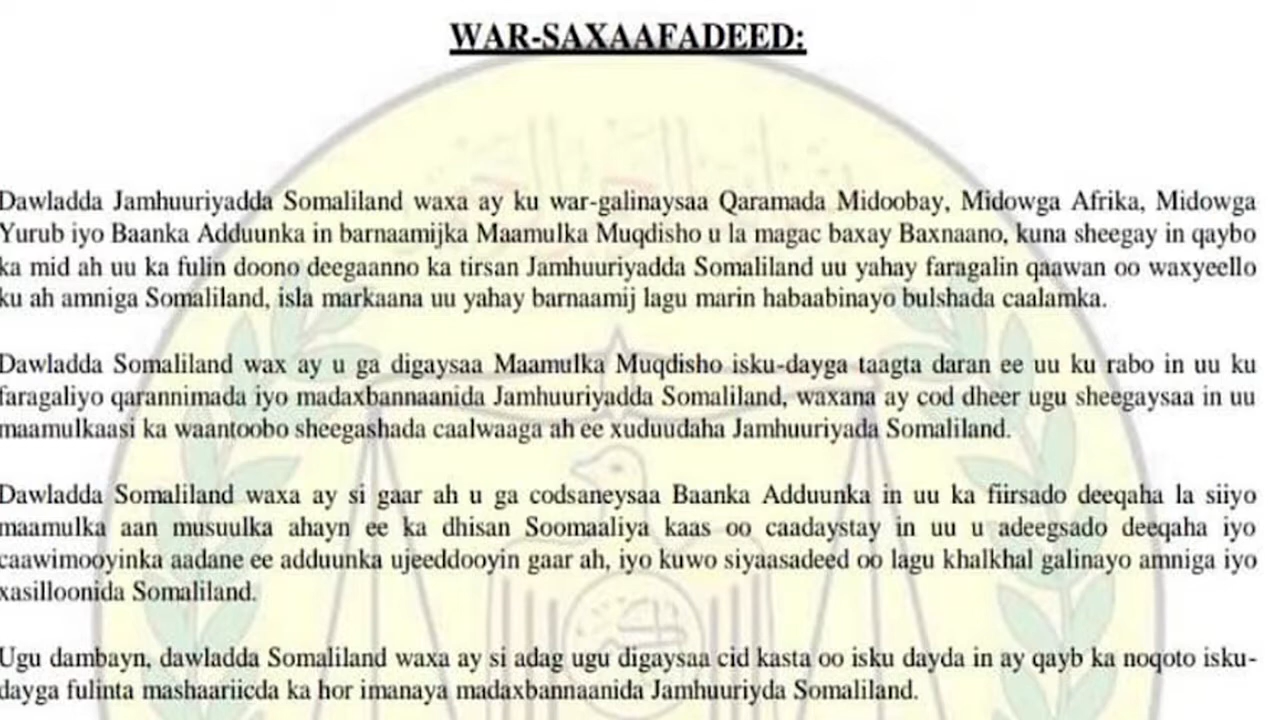 WAR-SAXAAFADEED:
Dawladda Jamhuuriyadda Somaliland waxa ay ku war-galinaysaa Qaramada Midoobay, Midowga Afrika, Midowga
Yurub iyo Baanka Adduunka in barnaamijka Maamulka Muqdisho u la magac baxay Baxnaano, kuna sheegay in qaybo
ka mid ah uu ka fulin doono deegaanno ka tirsan Jamhuuriyadda Somaliland uu yahay faragalin qaawan oo waxyeello
ku ah amniga Somaliland, isla markaana uu yahay barnaamij lagu marin habaabinayo bulshada caalamka.
Dawladda Somaliland wax ay u ga digaysaa Maamulka Muqdisho isku-dayga taagta daran ee uu ku rabo in uu ku
faragaliyo qarannimada iyo madaxbannaanida Jamhuuriyadda Somaliland, waxana ay cod dheer ugu sheegaysaa in uu
maamulkaasi ka waantoobo sheegashada caalwaaga ah ee xuduudaha Jamhuuriyada Somaliland.
Dawladda Somaliland waxa ay si gaar ah u ga codsaneysaa Baanka Adduunka in uu ka fiirsado deeqaha la siiyo
maamulka aan musuulka ahayn ee ka dhisan Soomaaliya kaas oo caadaystay in uu u adeegsado deeqaha iyo
caawimooyinka aadane ee adduunka ujeeddooyin gaar ah, iyo kuwo siyaasadeed oo lagu khalkhal galinayo amniga iyo
xasilloonida Somaliland.
Ugu dambayn, dawladda Somaliland waxa ay si adag ugu digaysaa cid kasta oo isku dayda in ay qayb ka noqoto isku-
dayga fulinta mashaariicda ka hor imanaya madaxbannaanida Jamhuuriyda Somaliland.